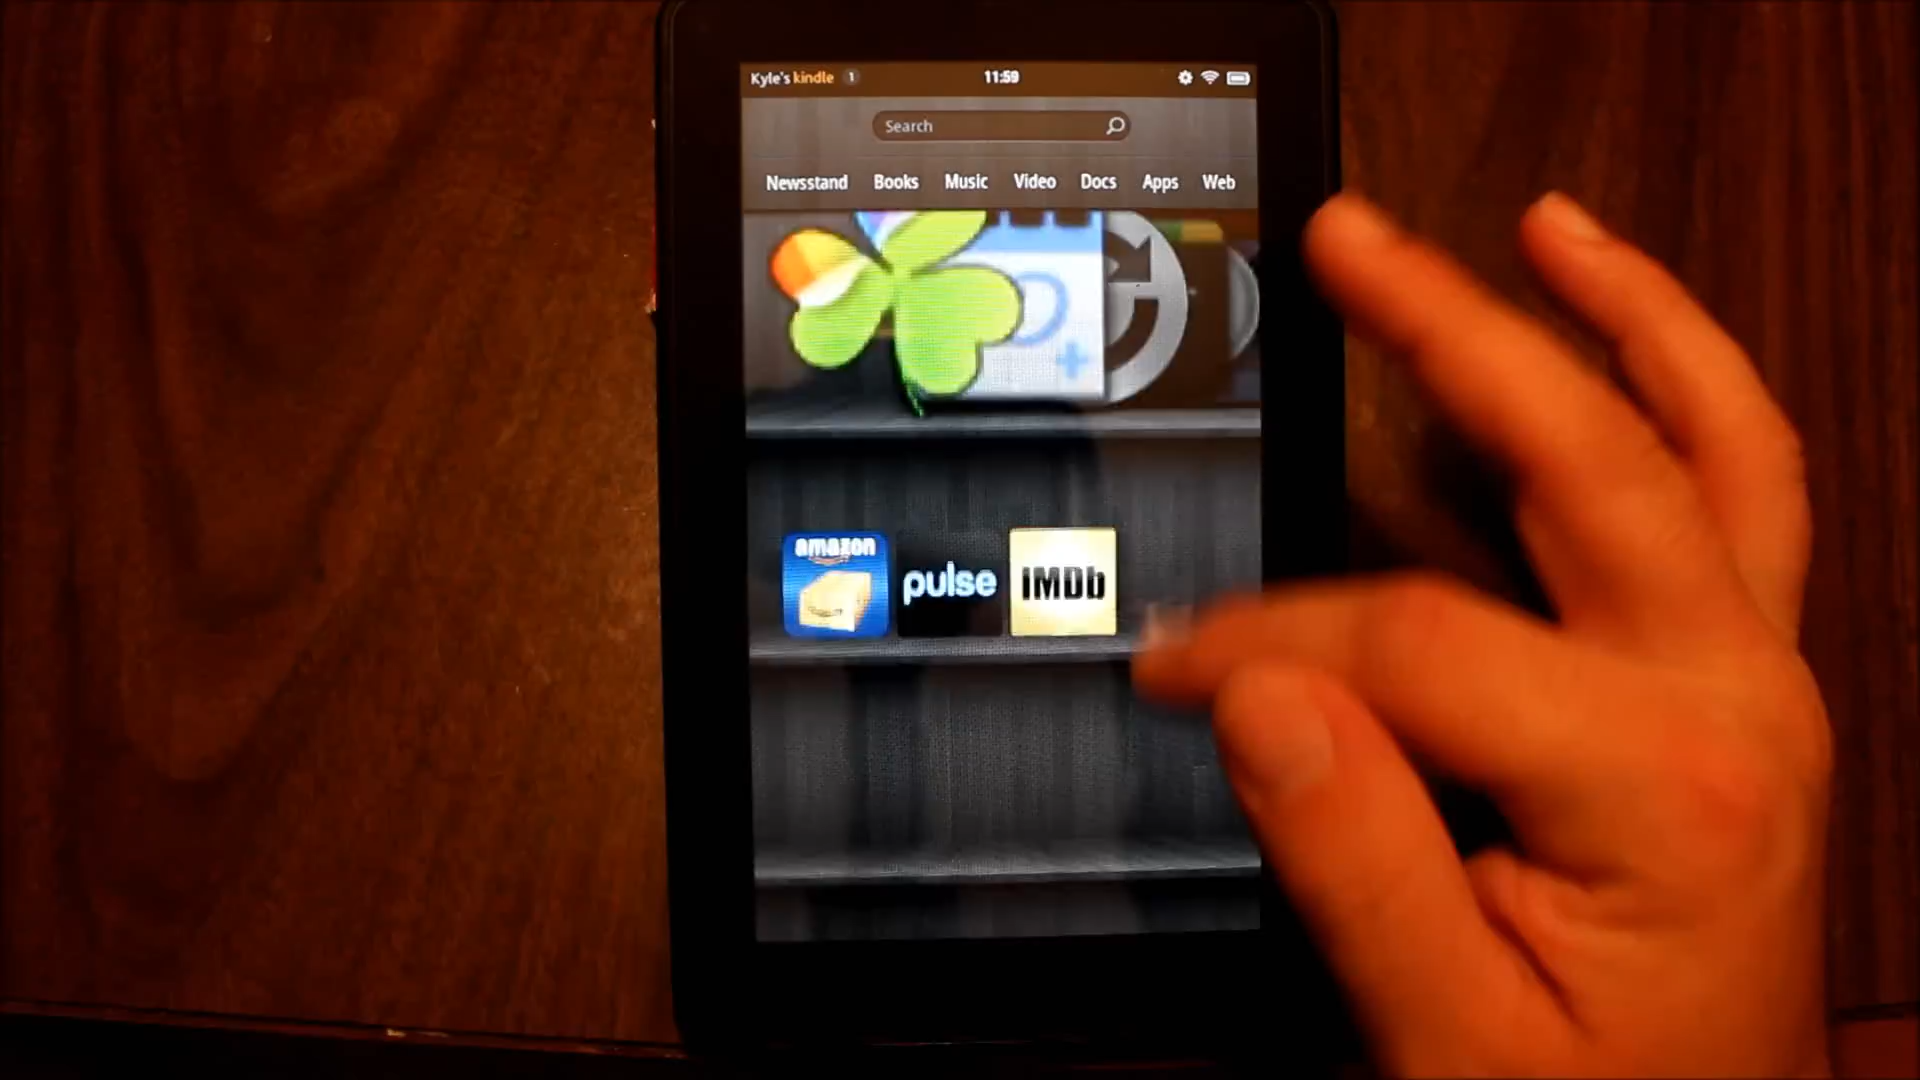 Kyle's kindle 1 11:59
Search
Newsstand Books Music Video Docs Apps Web
amazon pulse IMDb